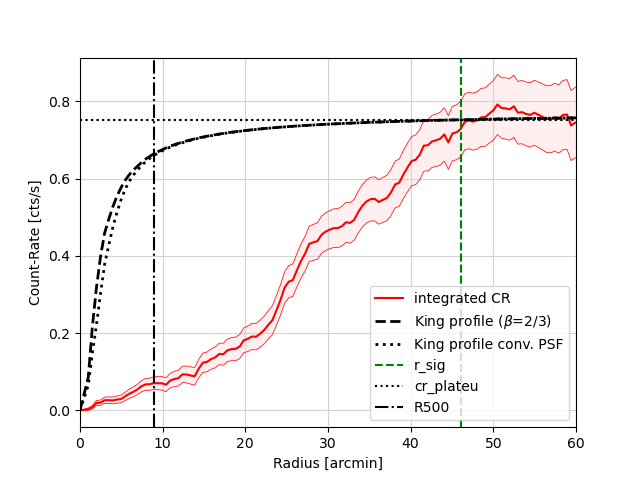 0.8
0.6
0.4
0.2
0.0
Count-Rate [cts/s]
integrated CR
King profile (β=2/3)
King profile conv. PSF
r_sig
cr_plateu
R500
0 10 20 30 40 50 60
Radius [arcmin]